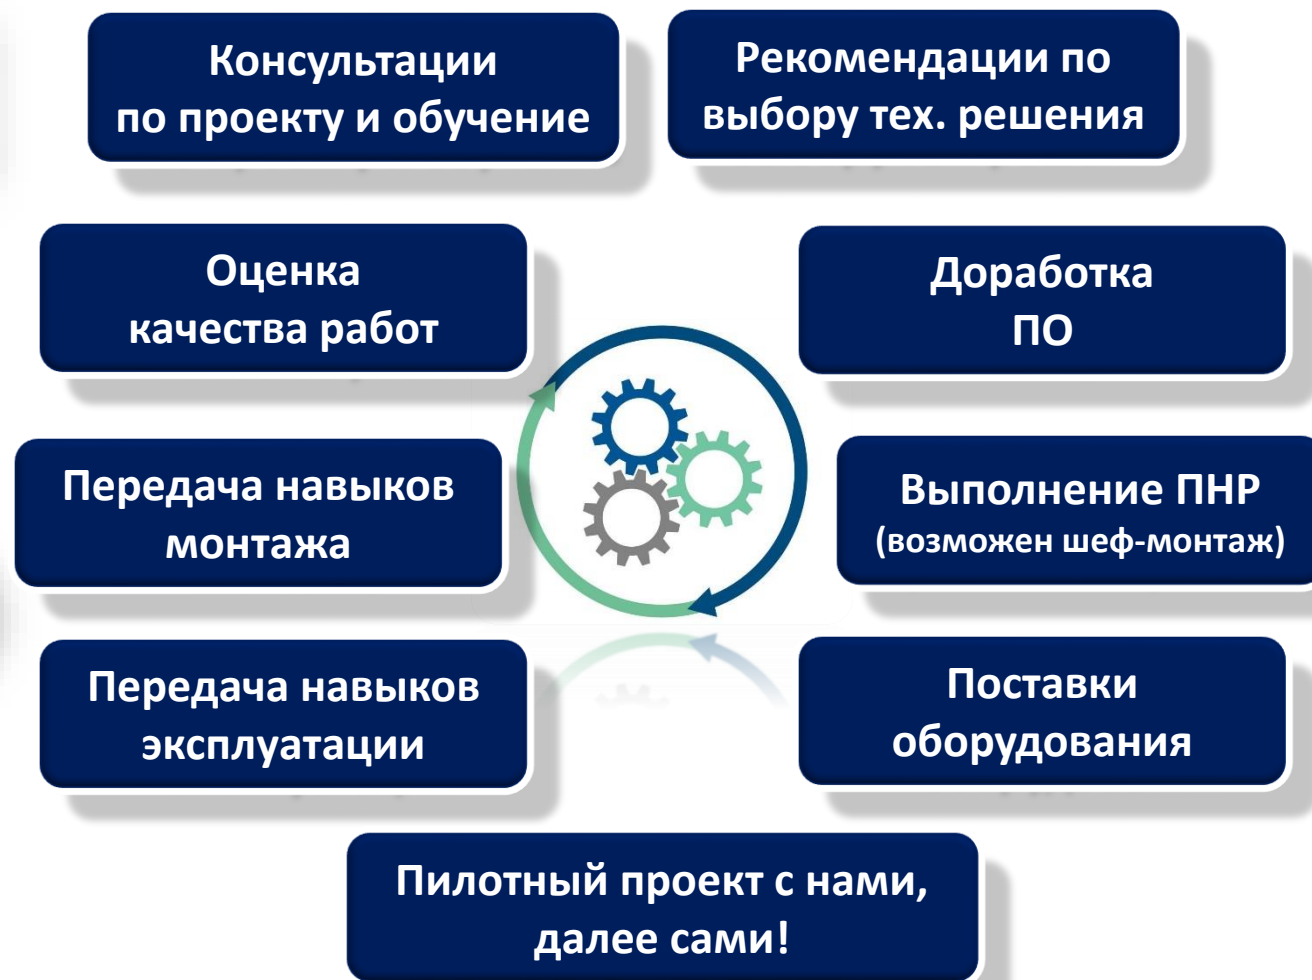 Консультации
по проекту и обучение
Рекомендации по
выбору тех. решения
Оценка
качества работ
Доработка
ПО
Передача навыков
монтажа
Выполнение ПНР
(возможен шеф-монтаж)
Передача навыков
эксплуатации
Поставки
оборудования
Пилотный проект с нами,
далее сами!